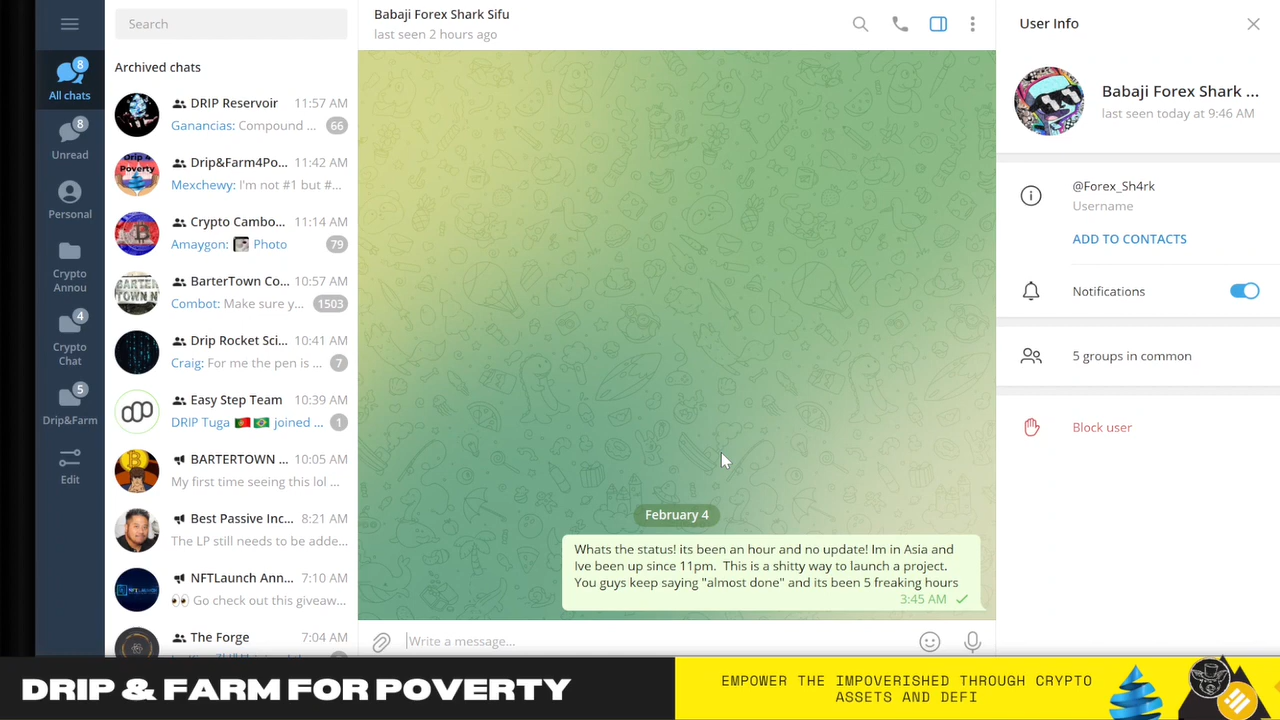 Search
Babaji Forex Shark Sifu
last seen 2 hours ago
User Info
8
All chats
8
Unread
Personal
Crypto
Annou
4
Crypto
Chat
5
Drip&Farm
Edit
Archived chats
DRIP Reservoir 11:57 AM
Ganancias: Compound ... 66
Drip&Farm4Po... 11:42 AM
Mexchewy: I'm not #1 but #...
Crypto Cambo... 11:14 AM
Amaygon: Photo 79
BarterTown Co... 10:57 AM
Combot: Make sure y... 1503
Drip Rocket Sci... 10:41 AM
Craig: For me the pen is ... 7
Easy Step Team 10:39 AM
DRIP Tuga 🇵🇹 🇧🇷 joined ... 1
BARTERTOWN ... 10:05 AM
My first time seeing this lol ...
Best Passive Inc... 8:21 AM
The LP still needs to be adde...
NFTLaunch Ann... 7:10 AM
👀 Go check out this giveaw...
The Forge 7:04 AM
February 4
Whats the status! its been an hour and no update! Im in Asia and
Ive been up since 11pm. This is a shitty way to launch a project.
You guys keep saying "almost done" and its been 5 freaking hours
3:45 AM
Write a message...
Babaji Forex Shark ...
last seen today at 9:46 AM
@Forex_Sh4rk
Username
ADD TO CONTACTS
Notifications
5 groups in common
Block user
DRIP & FARM FOR POVERTY
EMPOWER THE IMPOVERISHED THROUGH CRYPTO
ASSETS AND DEFI